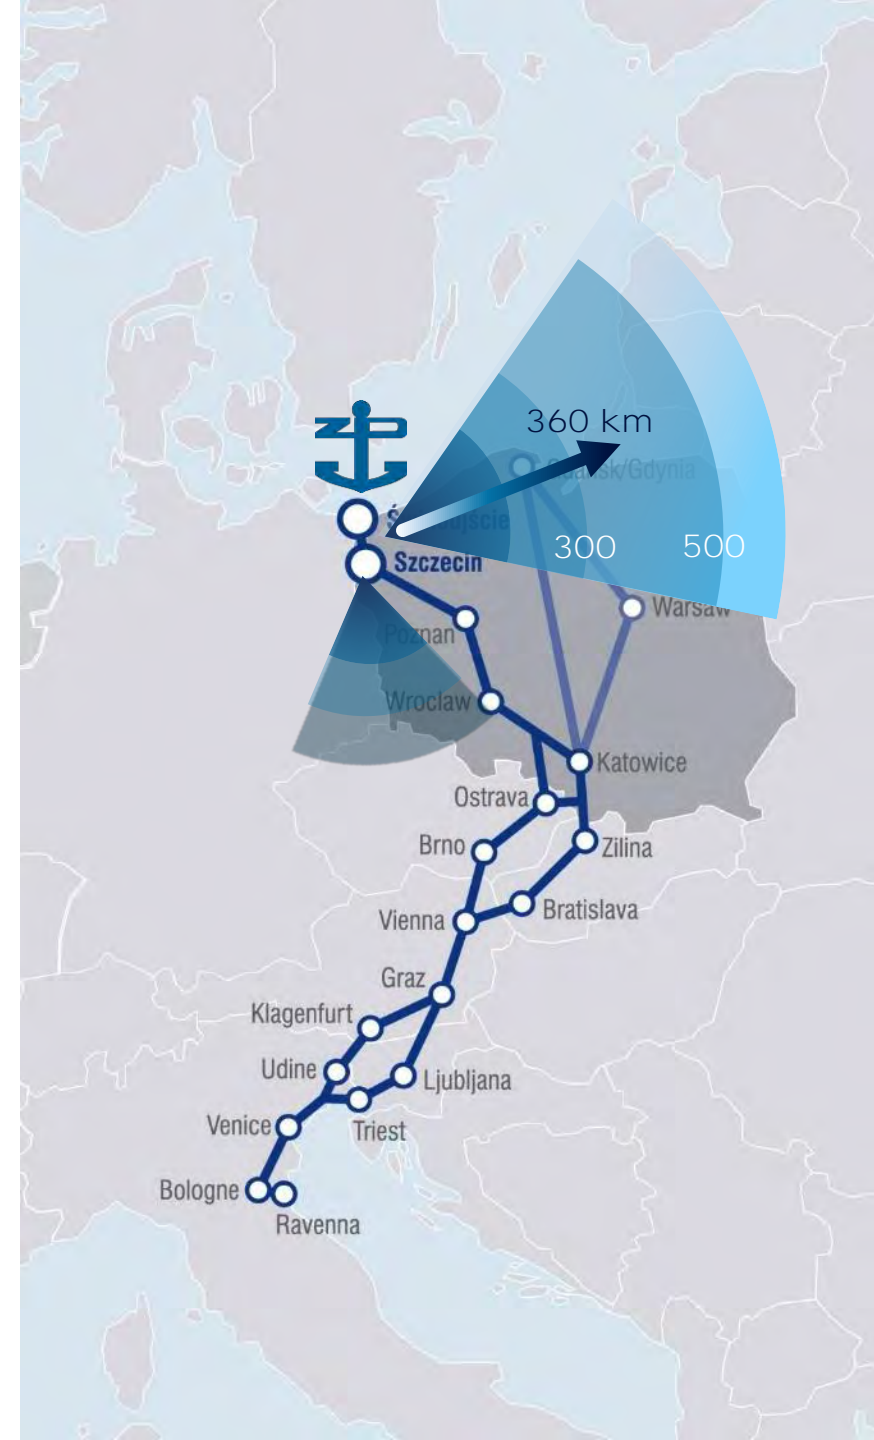 ZP
360 km
Gdańsk/Gdynia
300
500
Szczecin
Warsaw
Poznan
Wroclaw
Katowice
Ostrava
Brno
Zilina
Vienna
Bratislava
Graz
Klagenfurt
Udine
Ljubljana
Venice
Triest
Bologne
Ravenna